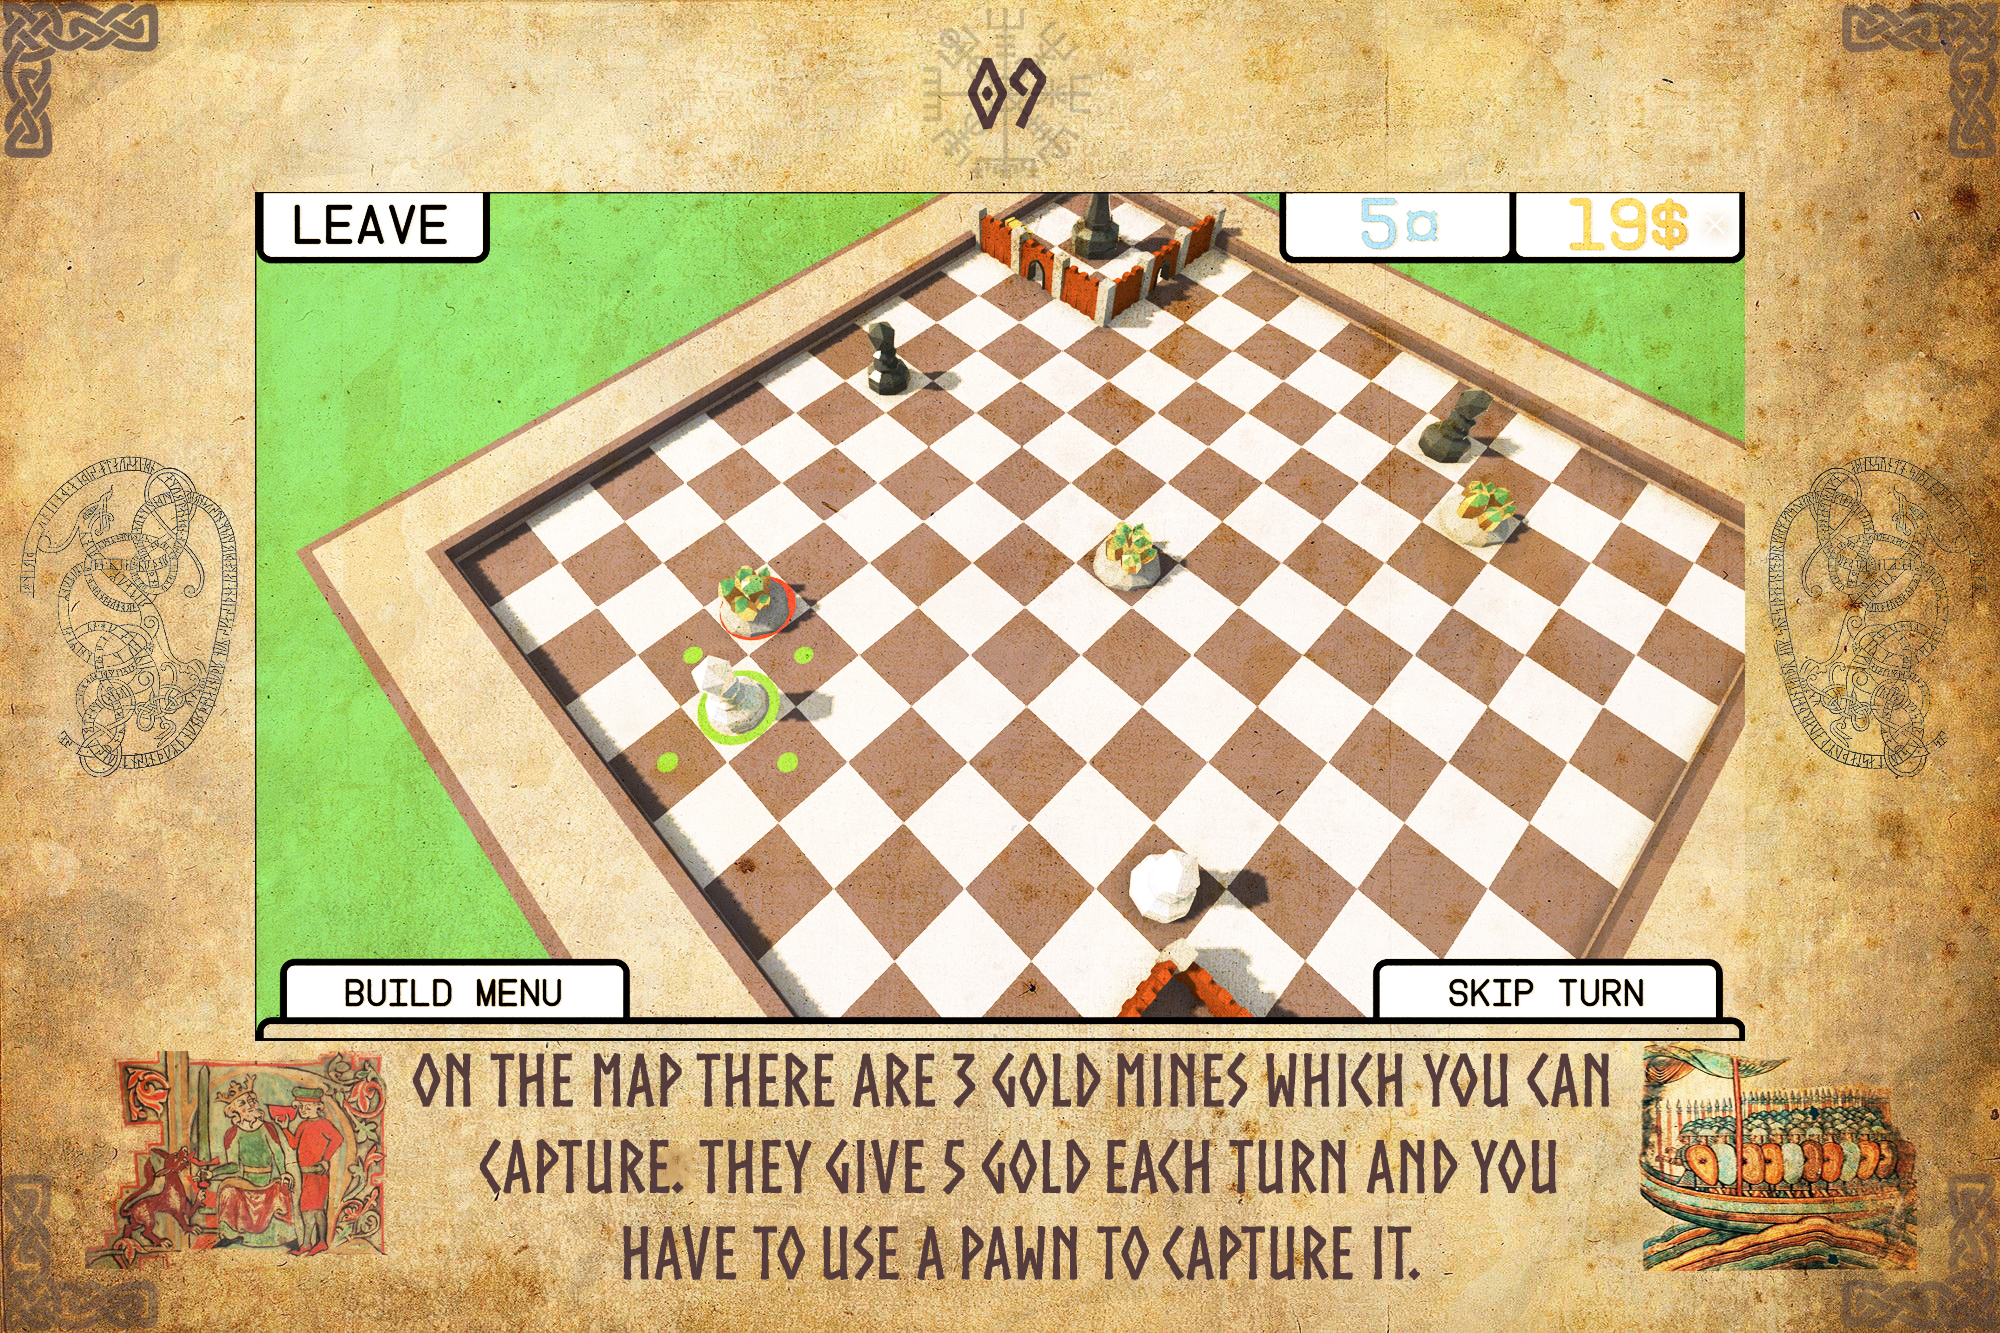 09
LEAVE
5¤
19$
BUILD MENU
SKIP TURN
ON THE MAP THERE ARE 3 GOLD MINES WHICH YOU CAN
CAPTURE. THEY GIVE 5 GOLD EACH TURN AND YOU
HAVE TO USE A PAWN TO CAPTURE IT.